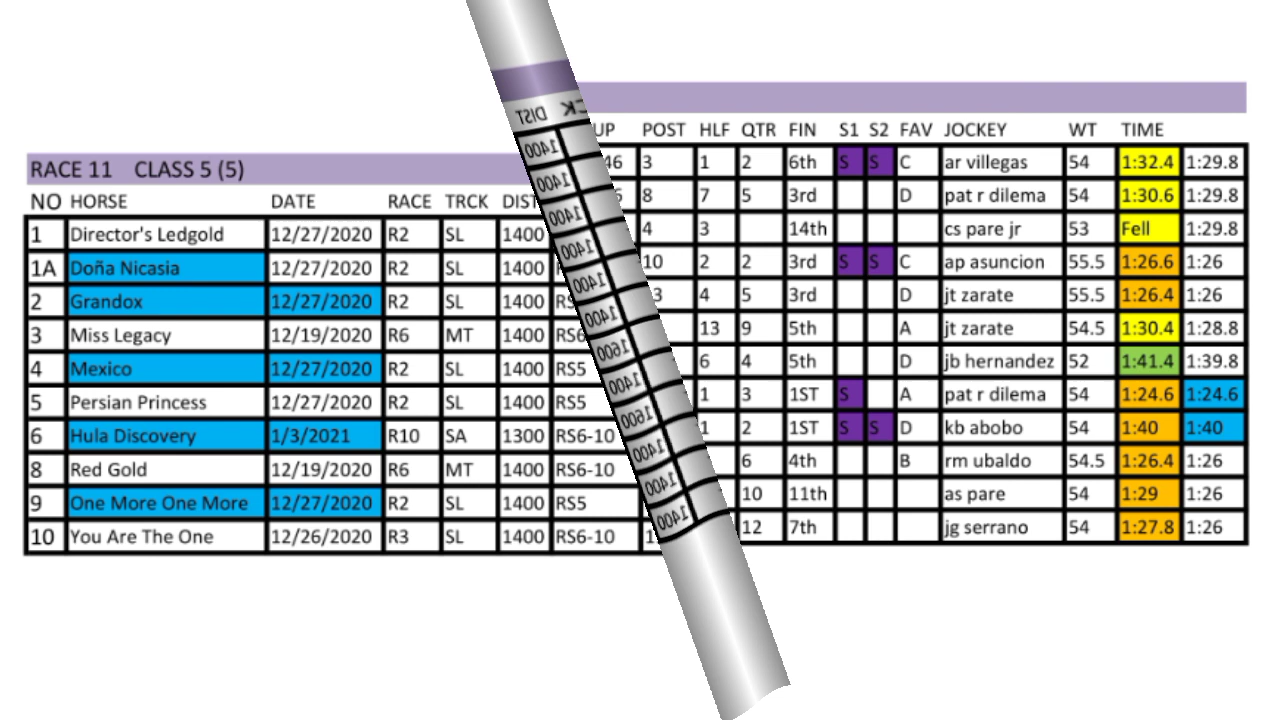 RACE 11 CLASS 5 (5)
NO HORSE DATE RACE TRCK DIST
1 Director's Ledgold 12/27/2020 R2 SL 1400
1A Doña Nicasia 12/27/2020 R2 SL 1400
2 Grandox 12/27/2020 R2 SL 1400
3 Miss Legacy 12/19/2020 R6 MT 1400
4 Mexico 12/27/2020 R2 SL 1400 RS5
5 Persian Princess 12/27/2020 R2 SL 1400 RS5
6 Hula Discovery 1/3/2021 R10 SA 1300 RS6-10
8 Red Gold 12/19/2020 R6 MT 1400 RS6-10
9 One More One More 12/27/2020 R2 SL 1400 RS5
10 You Are The One 12/26/2020 R3 SL 1400 RS6-10
DIST
1400
1400
1400
1400
1400
1400
1600
1400
1600
1400
1400
1400
POST HLF QTR FIN S1 S2 FAV JOCKEY WT TIME
3 1 2 6th S S C ar villegas 54 1:32.4 1:29.8
8 7 5 3rd D pat r dilema 54 1:30.6 1:29.8
4 3 14th cs pare jr 53 Fell 1:29.8
10 2 2 3rd S S C ap asuncion 55.5 1:26.6 1:26
4 5 3rd D jt zarate 55.5 1:26.4 1:26
13 9 5th A jt zarate 54.5 1:30.4 1:28.8
6 4 5th D jb hernandez 52 1:41.4 1:39.8
1 3 1ST S A pat r dilema 54 1:24.6 1:24.6
1 2 1ST S S D kb abobo 54 1:40 1:40
6 4th B rm ubaldo 54.5 1:26.4 1:26
10 11th as pare 54 1:29 1:26
12 7th jg serrano 54 1:27.8 1:26